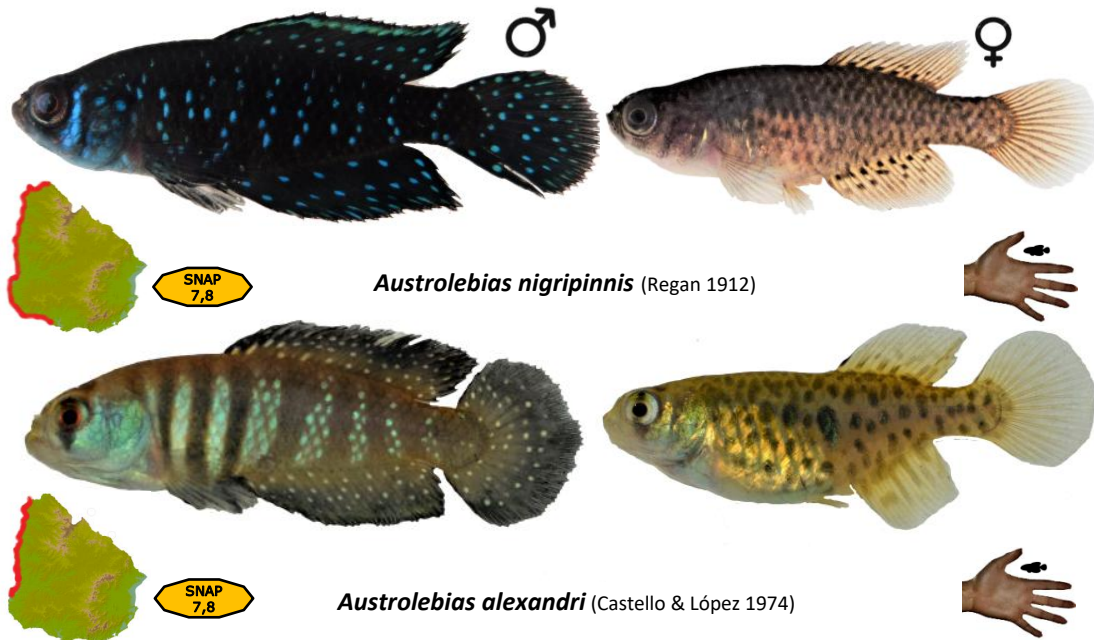 ♂
♀
SNAP
7,8
Austrolebias nigripinnis (Regan 1912)
SNAP
7,8
Austrolebias alexandri (Castello & López 1974)